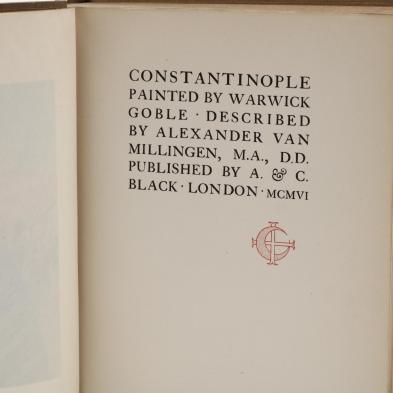 CONSTANTINOPLE
PAINTED BY WARWICK
GOBLE · DESCRIBED
BY ALEXANDER VAN
MILLINGEN, M.A., D.D.
PUBLISHED BY A. & C.
BLACK · LONDON · MCMVI